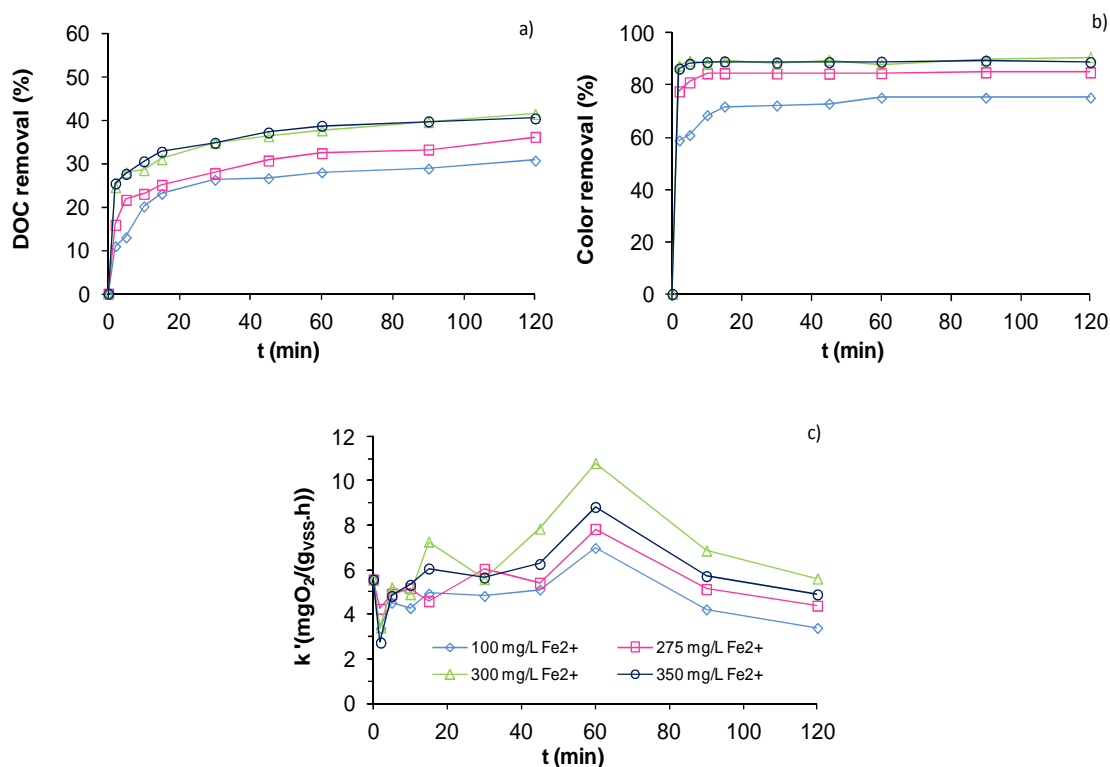 a)
60
50
40
30
20
10
0
DOC removal (%)
0 20 40 60 80 100 120
t (min)
b)
100
80
60
40
20
0
Color removal (%)
0 20 40 60 80 100 120
t (min)
c)
12
10
8
6
4
2
0
k '(mgO₂/(gVSS·h))
100 mg/L Fe2+ 275 mg/L Fe2+
300 mg/L Fe2+ 350 mg/L Fe2+
0 20 40 60 80 100 120
t (min)